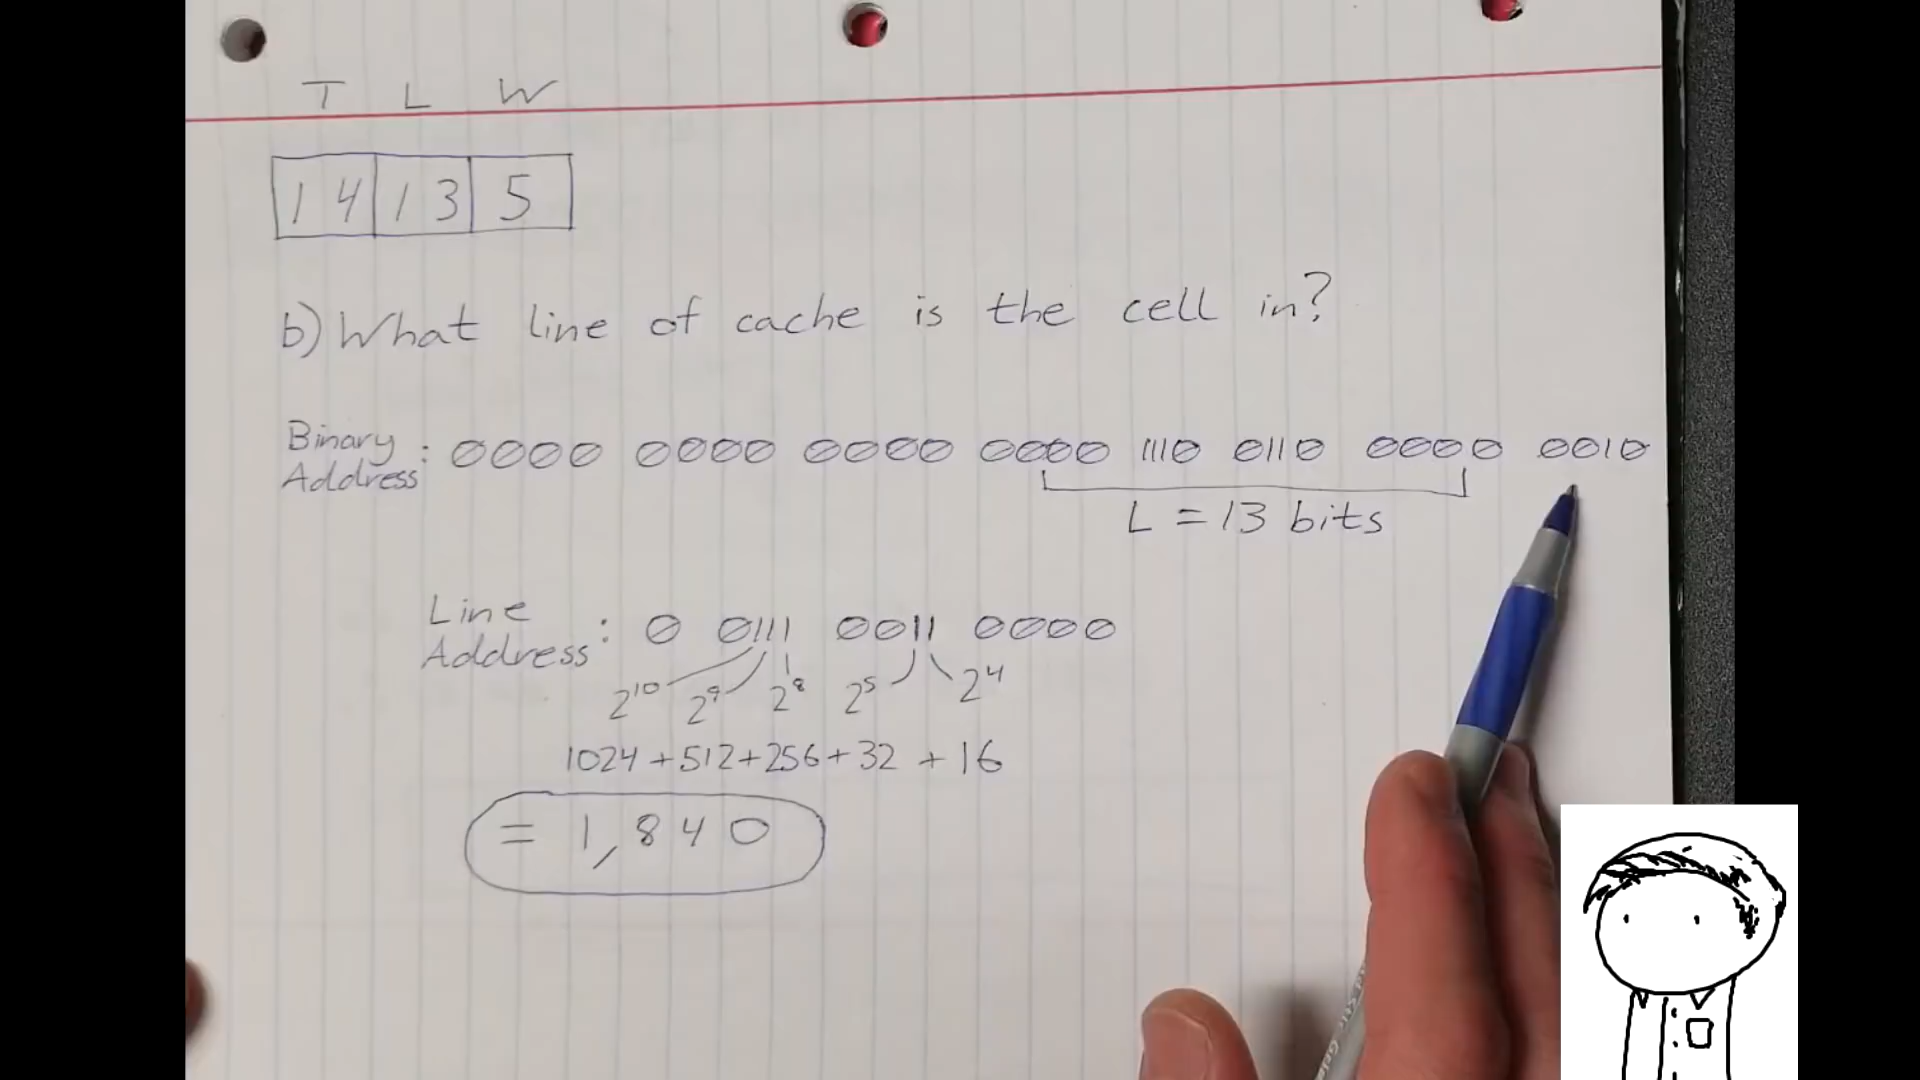 T L W
14 13 5
b) What line of cache is the cell in?
Binary Address: 0000 0000 0000 0000 1110 0110 0000 0010
L = 13 bits
Line Address: 0 0111 0011 0000
2^10 2^9 2^8 2^5 2^4
1024 + 512 + 256 + 32 + 16
= 1,840